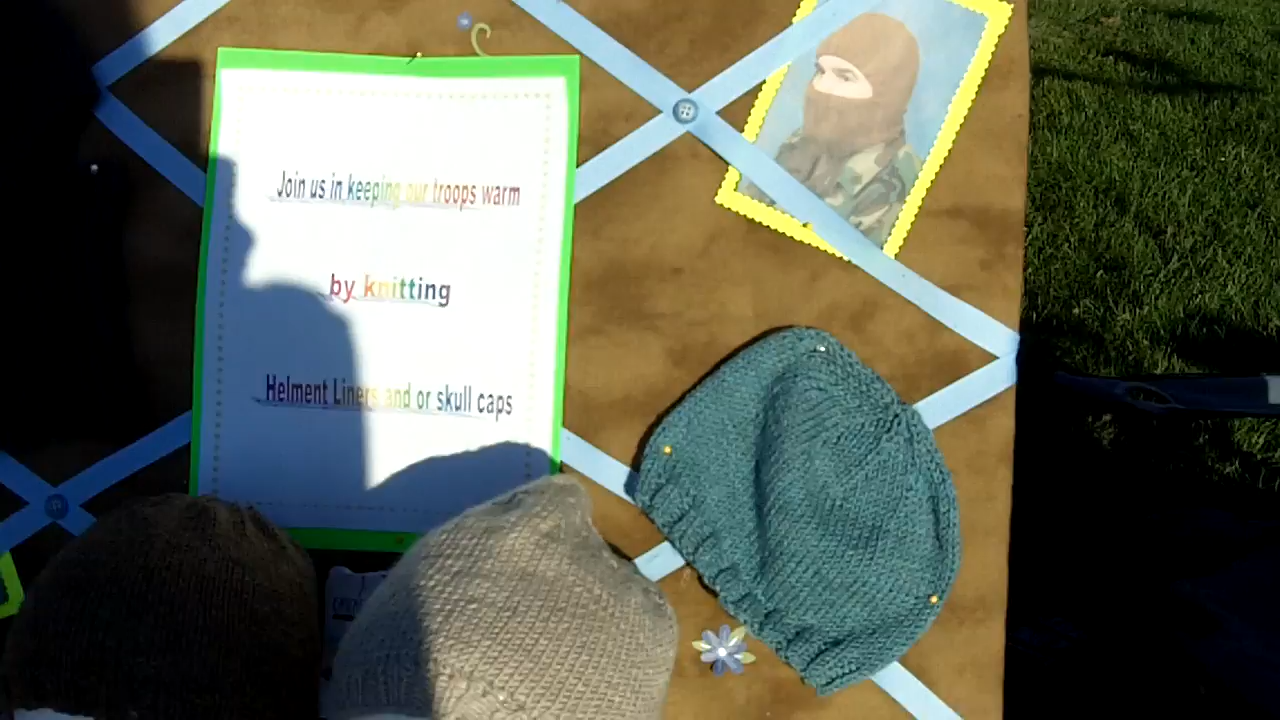 Join us in keeping our troops warm
by knitting
Helment Liners and or skull caps